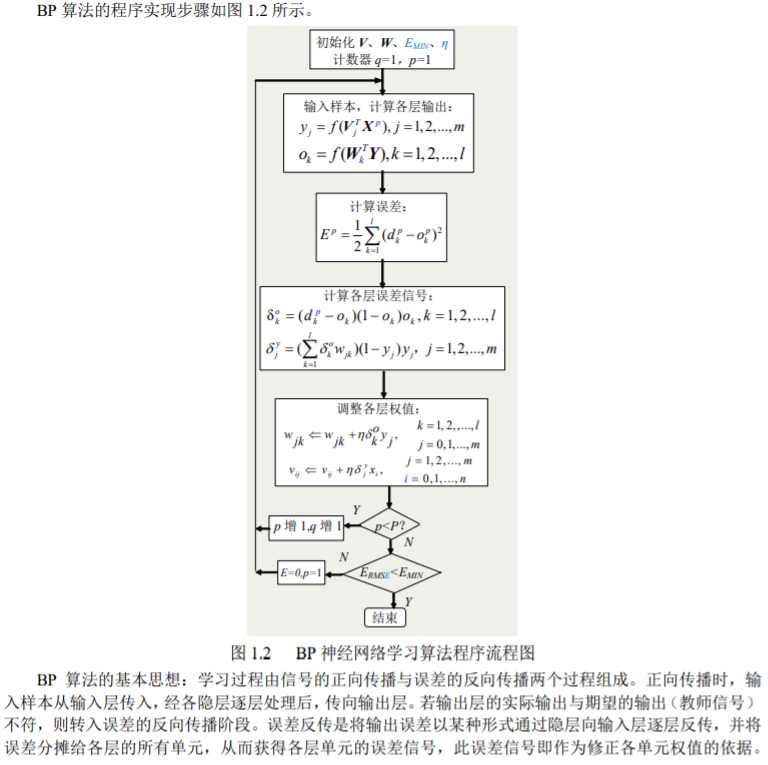 BP 算法的程序实现步骤如图 1.2 所示。
初始化 V、W、E_MIN、η
计数器 q=1，p=1
输入样本，计算各层输出：
y_j = f(V_j^T X^p), j = 1,2,...,m
o_k = f(W_k^T Y), k = 1,2,...,l
计算误差：
E^p = \frac{1}{2} \sum_{k=1}^{l} (d_k^p − o_k^p)^2
计算各层误差信号：
δ_k^o = (d_k^p − o_k)(1− o_k)o_k, k = 1,2,...,l
δ_j^y = (\sum_{k=1}^{l} δ_k^o w_{jk})(1− y_j)y_j， j = 1,2,...,m
调整各层权值：
w_{jk} ⇐ w_{jk} + ηδ_k^o y_j, k = 1,2,,...,l
j = 0,1,...,m
v_{ij} ⇐ v_{ij} + ηδ_j^y x_i, j = 1,2,...,m
i = 0,1,...,n
Y
p 增 1,q 增 1
p<P?
N
N
E=0,p=1
E_RMSE<E_MIN
Y
结束
图 1.2 BP 神经网络学习算法程序流程图
BP 算法的基本思想：学习过程由信号的正向传播与误差的反向传播两个过程组成。正向传播时，输
入样本从输入层传入，经各隐层逐层处理后，传向输出层。若输出层的实际输出与期望的输出（教师信号）
不符，则转入误差的反向传播阶段。误差反传是将输出误差以某种形式通过隐层向输入层逐层反传，并将
误差分摊给各层的所有单元，从而获得各层单元的误差信号，此误差信号即作为修正各单元权值的依据。